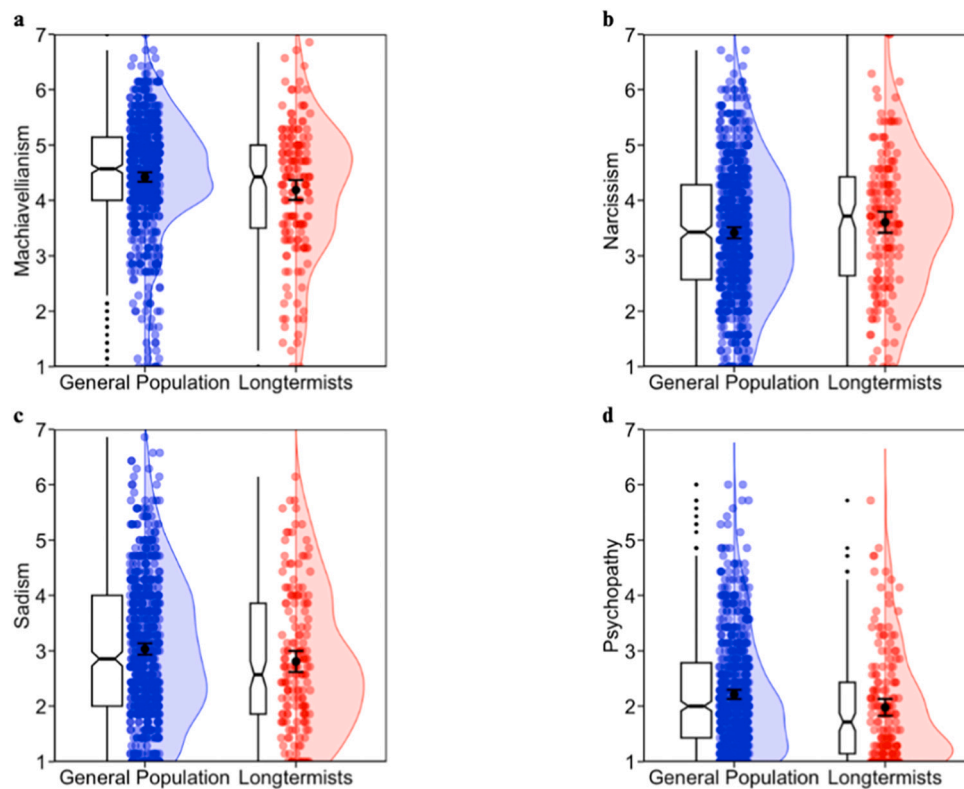 a
Machiavellianism
7
6
5
4
3
2
1
General Population
Longtermists
b
Narcissism
7
6
5
4
3
2
1
General Population
Longtermists
c
Sadism
7
6
5
4
3
2
1
General Population
Longtermists
d
Psychopathy
7
6
5
4
3
2
1
General Population
Longtermists